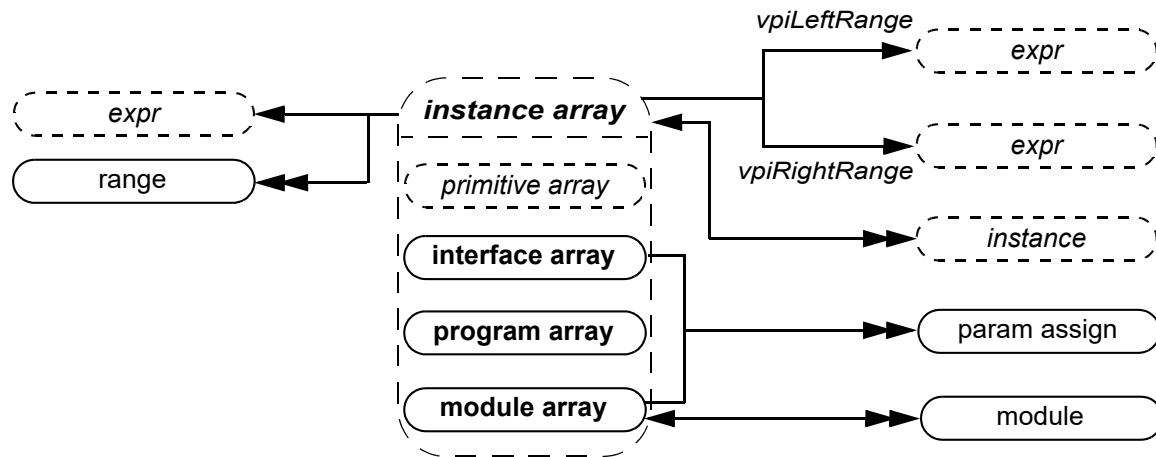 vpiLeftRange
expr
instance array
expr
expr
vpiRightRange
range
primitive array
instance
interface array
program array
param assign
module array
module